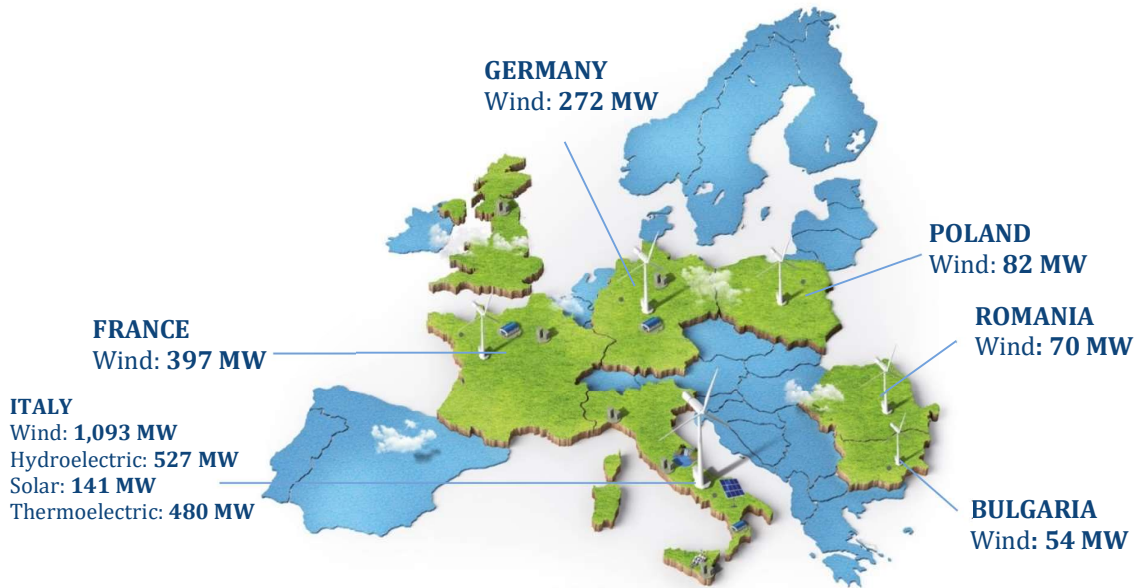 GERMANY
Wind: 272 MW
POLAND
Wind: 82 MW
ROMANIA
Wind: 70 MW
FRANCE
Wind: 397 MW
ITALY
Wind: 1,093 MW
Hydroelectric: 527 MW
Solar: 141 MW
Thermoelectric: 480 MW
BULGARIA
Wind: 54 MW